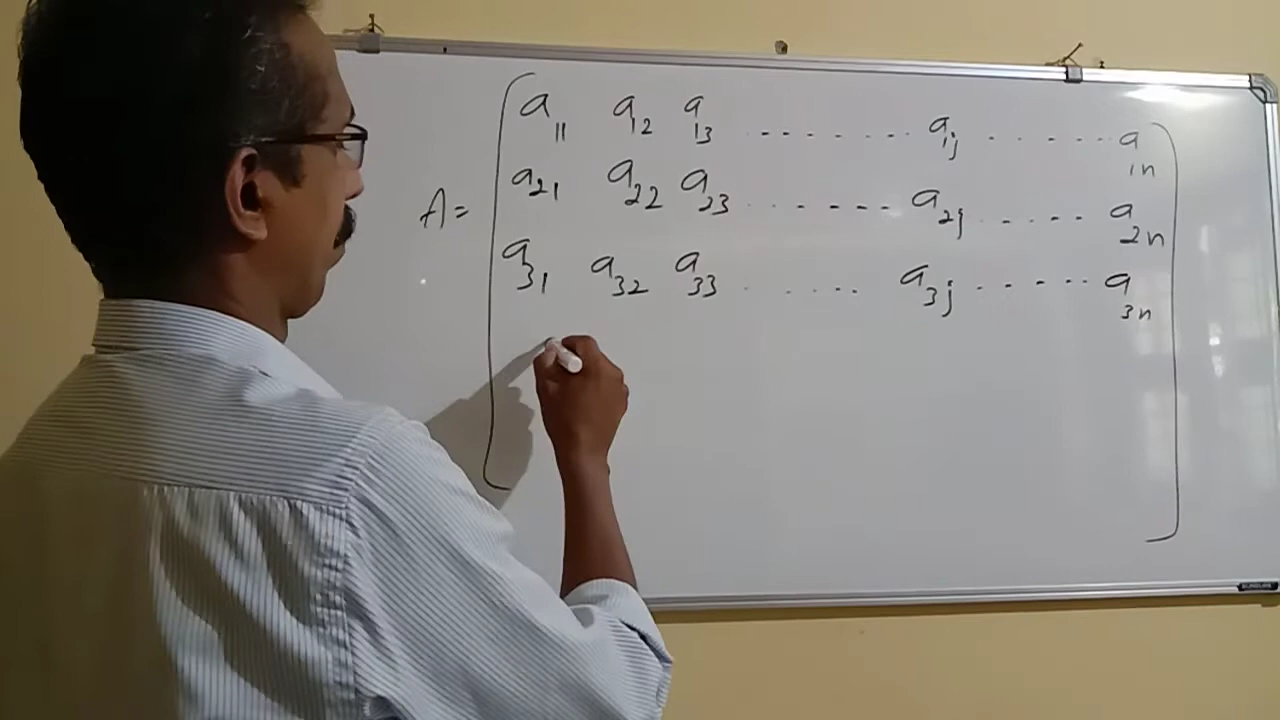 a₁₁ a₁₂ a₁₃ . - - - - - - . a₁ⱼ - - - - - - a₁ₙ
A = a₂₁ a₂₂ a₂₃ . - - - - - - a₂ⱼ . - - - - a₂ₙ
a₃₁ a₃₂ a₃₃ . . - - - - a₃ⱼ - - - - - - a₃ₙ